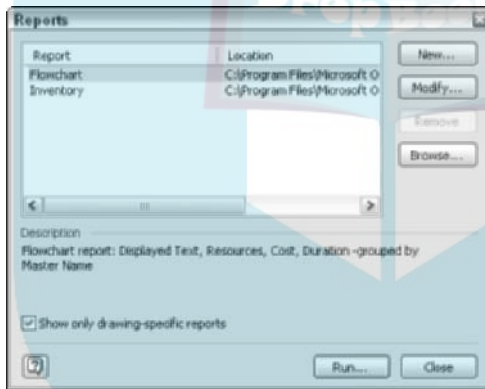 Reports
Report Location
Flowchart C:\Program Files\Microsoft O
Inventory C:\Program Files\Microsoft O
New...
Modify...
Remove
Browse...
Description
Flowchart report: Displayed Text, Resources, Cost, Duration -grouped by
Master Name
Show only drawing-specific reports
Run... Close